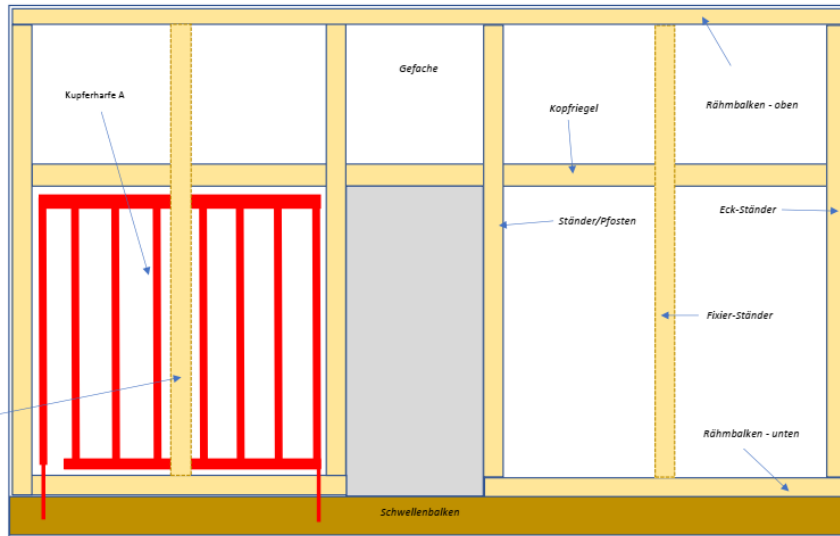 Gefache
Kupferharfe A
Kopfriegel
Rähmbalken - oben
Ständer/Pfosten
Eck-Ständer
Fixier-Ständer
Rähmbalken - unten
Schwellenbalken